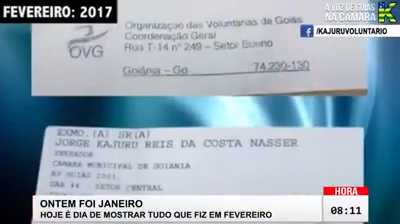 FEVEREIRO: 2017
A VOZ DE GOIÁS
NA CÂMARA
K
/KAJURUVOLUNTARIO
OVG
Organização das Voluntárias de Goiás
Coordenação Geral
Rua T-14 nº 249 - Setor Bueno
Goiânia - Go 74.230-130
EXMO.(A) SR(A)
JORGE KAJURU REIS DA COSTA NASSER
VEREADOR
CAMARA MUNICIPAL DE GOIANIA
AV GOIAS 2001
SETOR CENTRAL
ONTEM FOI JANEIRO
HOJE É DIA DE MOSTRAR TUDO QUE FIZ EM FEVEREIRO
HORA
08:11